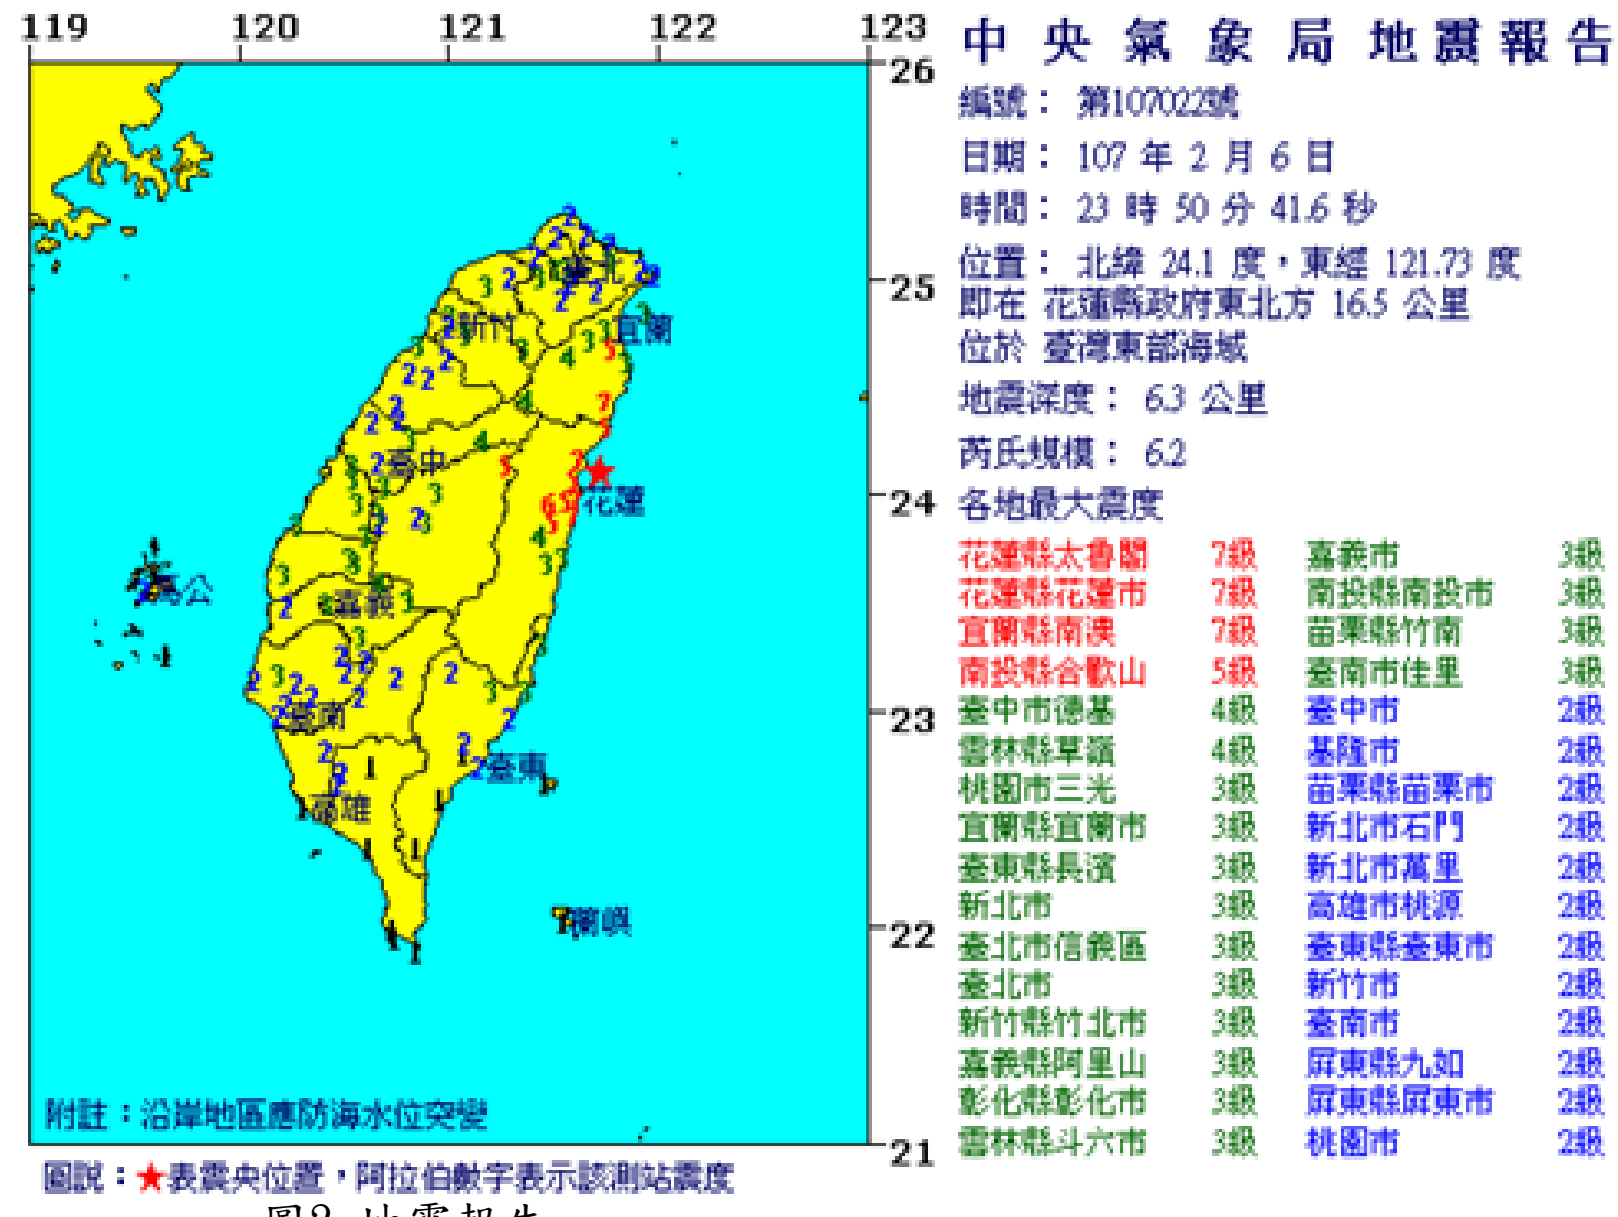 119 120 121 122 123
中央氣象局地震報告
26
編號： 第107022號
日期： 107 年 2 月 6 日
時間： 23 時 50 分 41.6 秒
位置： 北緯 24.1 度，東經 121.73 度
即在 花蓮縣政府東北方 16.5 公里
位於 臺灣東部海域
地震深度： 6.3 公里
芮氏規模： 6.2
各地最大震度
花蓮縣太魯閣 7級 嘉義市 3級
花蓮縣花蓮市 7級 南投縣南投市 3級
宜蘭縣南澳 7級 苗栗縣竹南 3級
南投縣合歡山 5級 臺南市佳里 3級
臺中市德基 4級 臺中市 2級
雲林縣草嶺 4級 基隆市 2級
桃園市三光 3級 苗栗縣苗栗市 2級
宜蘭縣宜蘭市 3級 新北市石門 2級
臺東縣長濱 3級 新北市萬里 2級
新北市 3級 高雄市桃源 2級
臺北市信義區 3級 臺東縣臺東市 2級
臺北市 3級 新竹市 2級
新竹縣竹北市 3級 臺南市 2級
嘉義縣阿里山 3級 屏東縣九如 2級
彰化縣彰化市 3級 屏東縣屏東市 2級
雲林縣斗六市 3級 桃園市 2級
25
24
23
22
21
臺北
新竹
宜蘭
臺中
花蓮
馬公
嘉義
臺南
臺東
高雄
蘭嶼
附註：沿岸地區應防海水位突變
圖說：★表震央位置，阿拉伯數字表示該測站震度
圖2 地震報告